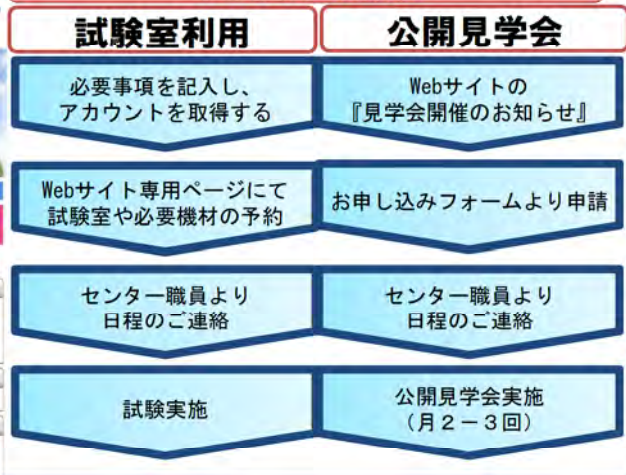 試験室利用
必要事項を記入し、
アカウントを取得する
Webサイト専用ページにて
試験室や必要機材の予約
センター職員より
日程のご連絡
試験実施
公開見学会
Webサイトの
『見学会開催のお知らせ』
お申し込みフォームより申請
センター職員より
日程のご連絡
公開見学会実施
（月２－３回）